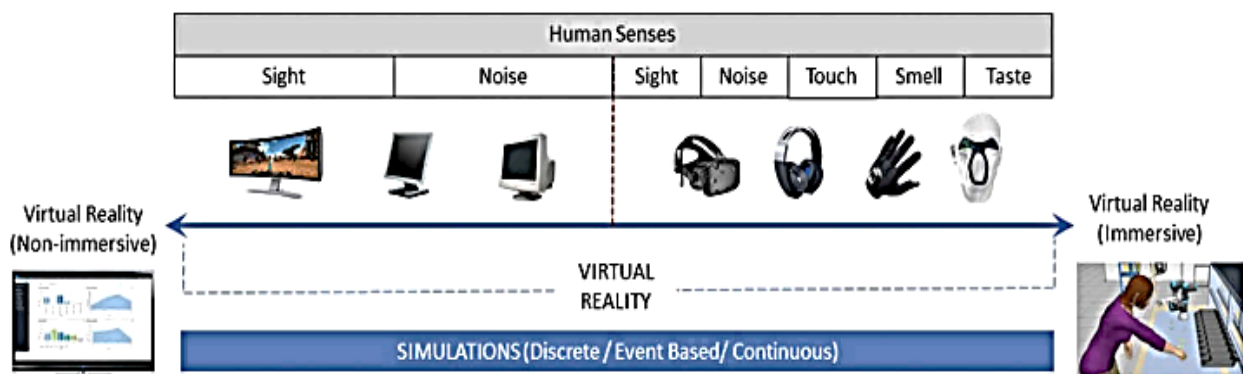 Human Senses
Sight Noise Sight Noise Touch Smell Taste
Virtual Reality
(Non-immersive)
Virtual Reality
(Immersive)
VIRTUAL
REALITY
SIMULATIONS (Discrete / Event Based/ Continuous)